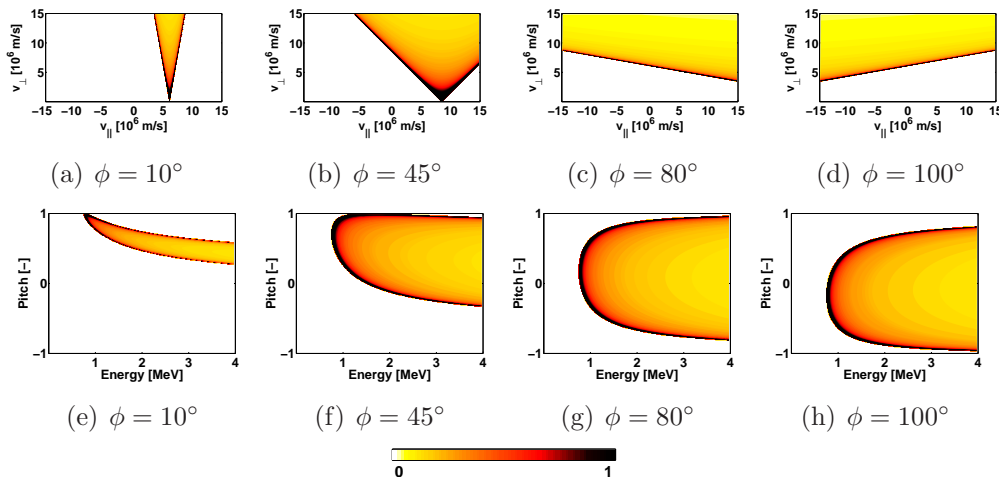 15 15 15 15
10 10 10 10
v⊥ [10⁶ m/s] v⊥ [10⁶ m/s] v⊥ [10⁶ m/s] v⊥ [10⁶ m/s]
5 5 5 5
−15 −10 −5 0 5 10 15 −15 −10 −5 0 5 10 15 −15 −10 −5 0 5 10 15 −15 −10 −5 0 5 10 15
v|| [10⁶ m/s] v|| [10⁶ m/s] v|| [10⁶ m/s] v|| [10⁶ m/s]
(a) ϕ = 10° (b) ϕ = 45° (c) ϕ = 80° (d) ϕ = 100°
1 1 1 1
Pitch [−] Pitch [−] Pitch [−] Pitch [−]
0 0 0 0
−1 −1 −1 −1
1 2 3 4 1 2 3 4 1 2 3 4 1 2 3 4
Energy [MeV] Energy [MeV] Energy [MeV] Energy [MeV]
(e) ϕ = 10° (f) ϕ = 45° (g) ϕ = 80° (h) ϕ = 100°
0 1